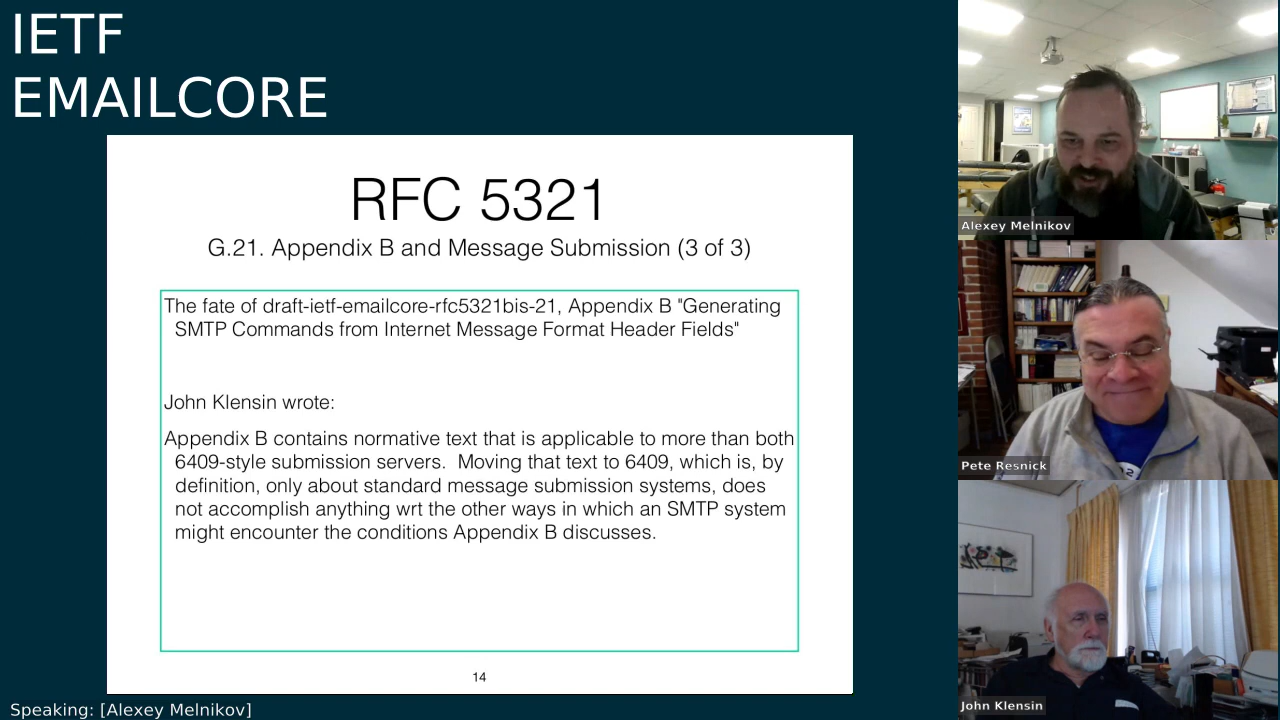 IETF
EMAILCORE
RFC 5321
G.21. Appendix B and Message Submission (3 of 3)
The fate of draft-ietf-emailcore-rfc5321bis-21, Appendix B "Generating
SMTP Commands from Internet Message Format Header Fields"
John Klensin wrote:
Appendix B contains normative text that is applicable to more than both
6409-style submission servers.  Moving that text to 6409, which is, by
definition, only about standard message submission systems, does
not accomplish anything wrt the other ways in which an SMTP system
might encounter the conditions Appendix B discusses.
14
Speaking: [Alexey Melnikov]
Alexey Melnikov
Pete Resnick
John Klensin